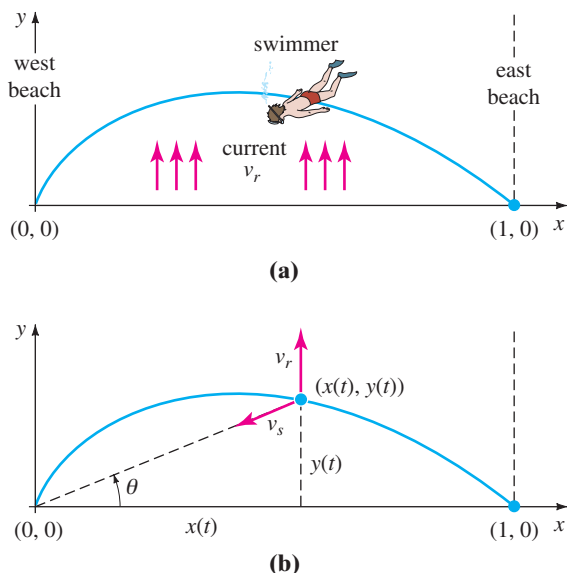 y
swimmer
west
beach
east
beach
current
v_r
(0, 0)
(1, 0)
x
(a)
y
v_r
(x(t), y(t))
v_s
y(t)
θ
(0, 0)
x(t)
(1, 0)
x
(b)